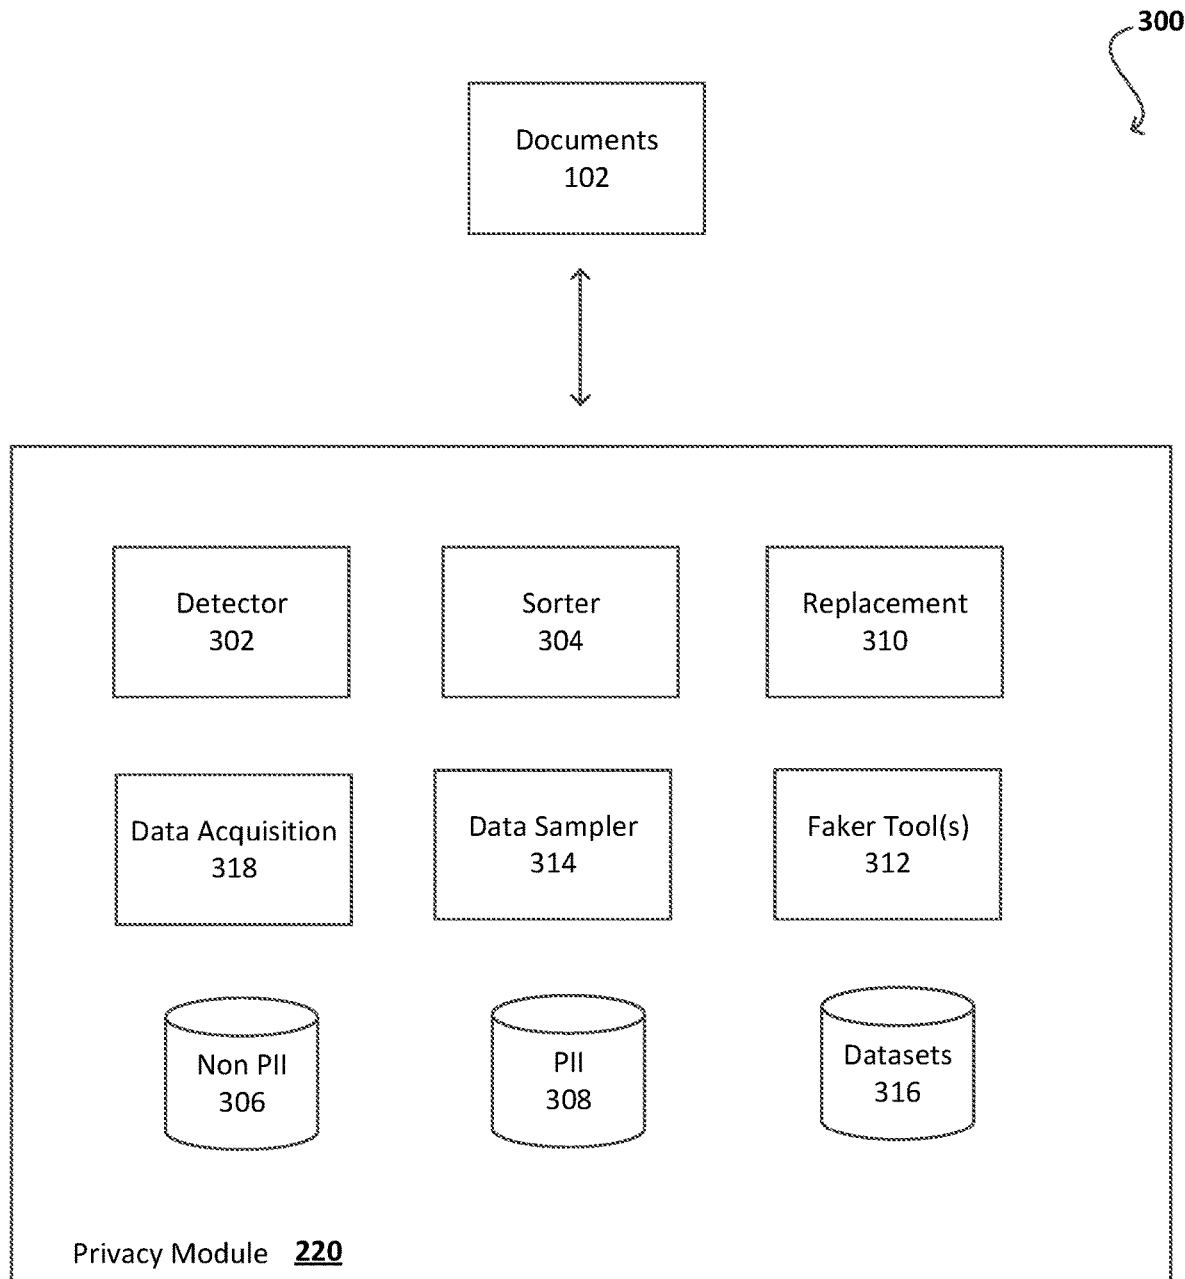 300
Documents
102
Detector
302
Sorter
304
Replacement
310
Data Acquisition
318
Data Sampler
314
Faker Tool(s)
312
Non PII
306
PII
308
Datasets
316
Privacy Module 220